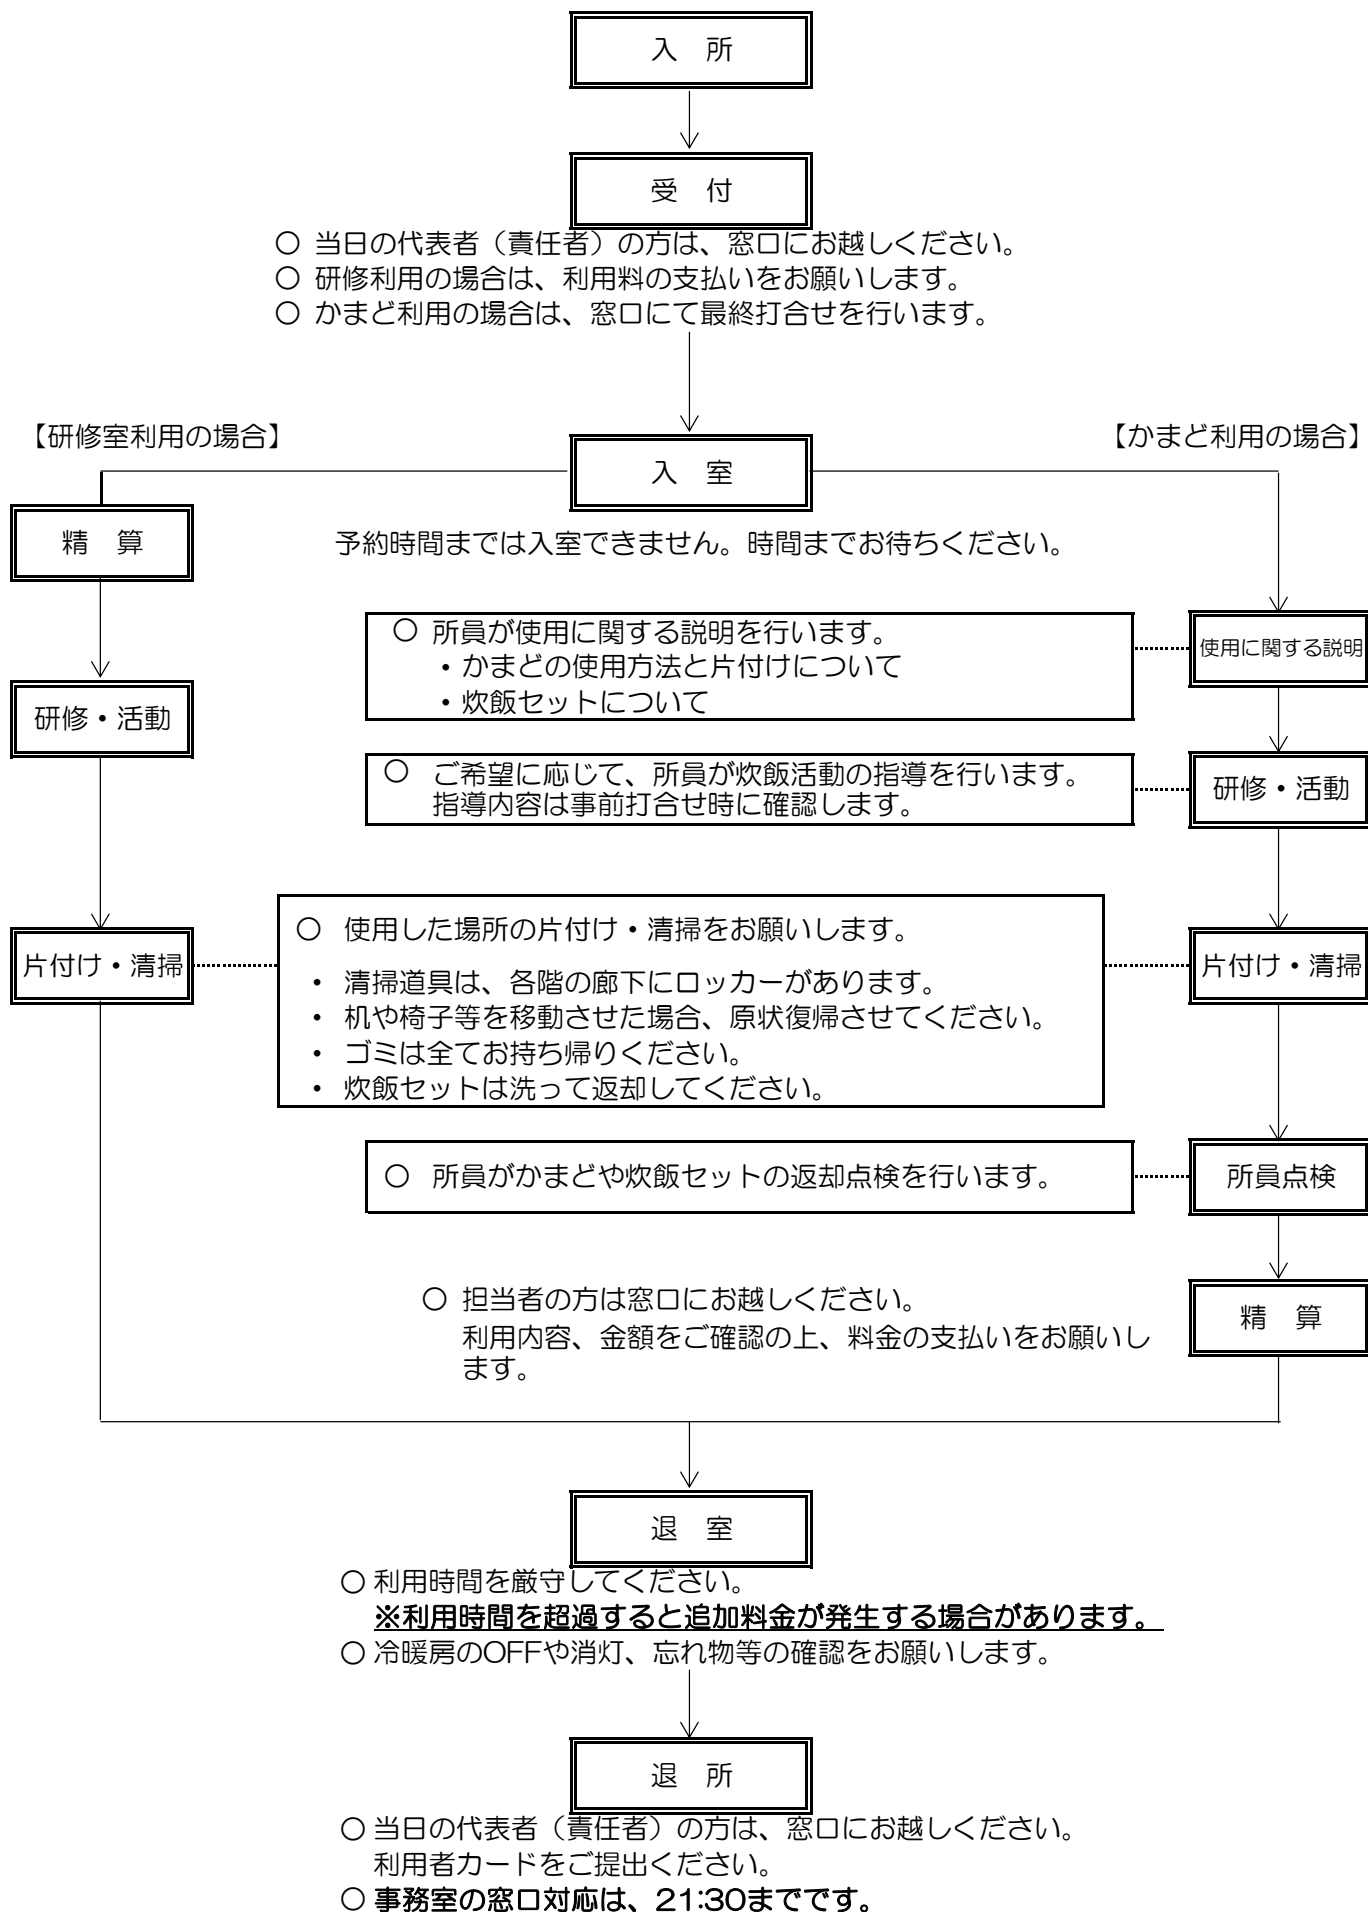 入　所
受　付
○ 当日の代表者（責任者）の方は、窓口にお越しください。
○ 研修利用の場合は、利用料の支払いをお願いします。
○ かまど利用の場合は、窓口にて最終打合せを行います。
【研修室利用の場合】
【かまど利用の場合】
入　室
精　算
予約時間までは入室できません。時間までお待ちください。
○ 所員が使用に関する説明を行います。
・かまどの使用方法と片付けについて
・炊飯セットについて
使用に関する説明
研修・活動
○ ご希望に応じて、所員が炊飯活動の指導を行います。
指導内容は事前打合せ時に確認します。
研修・活動
片付け・清掃
○ 使用した場所の片付け・清掃をお願いします。
・ 清掃道具は、各階の廊下にロッカーがあります。
・ 机や椅子等を移動させた場合、原状復帰させてください。
・ ゴミは全てお持ち帰りください。
・ 炊飯セットは洗って返却してください。
片付け・清掃
○ 所員がかまどや炊飯セットの返却点検を行います。
所員点検
○ 担当者の方は窓口にお越しください。
利用内容、金額をご確認の上、料金の支払いをお願いし
ます。
精　算
退　室
○ 利用時間を厳守してください。
※利用時間を超過すると追加料金が発生する場合があります。
○ 冷暖房のOFFや消灯、忘れ物等の確認をお願いします。
退　所
○ 当日の代表者（責任者）の方は、窓口にお越しください。
利用者カードをご提出ください。
○ 事務室の窓口対応は、21:30までです。